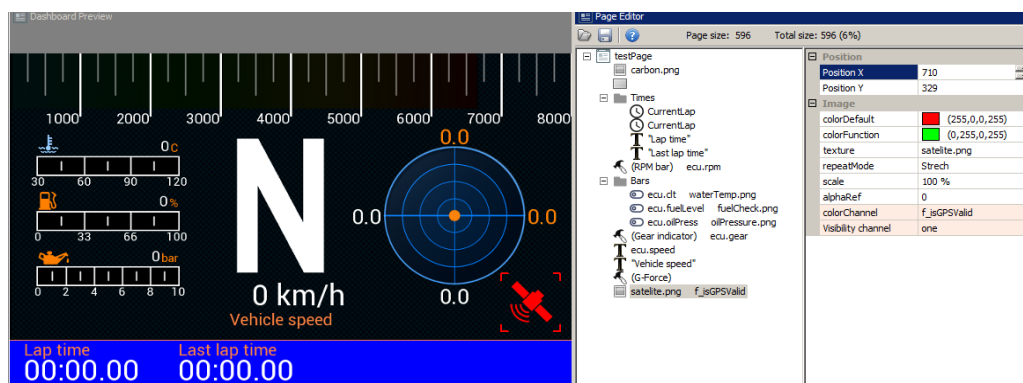 Dashboard Preview
1000 2000 3000 4000 5000 6000 7000 8000
0C
30 60 90 120
0%
0 33 66 100
0bar
0 2 4 6 8 10
N
0 km/h
Vehicle speed
0.0
0.0 0.0
0.0
Lap time Last lap time
00:00.00 00:00.00
Page Editor
Page size: 596 Total size: 596 (6%)
testPage
carbon.png
Times
CurrentLap
CurrentLap
"Lap time"
"Last lap time"
(RPM bar) ecu.rpm
Bars
ecu.clt waterTemp.png
ecu.fuelLevel fuelCheck.png
ecu.oilPress oilPressure.png
(Gear indicator) ecu.gear
ecu.speed
"Vehicle speed"
(G-Force)
satelite.png f_isGPSValid
Position
Position X 710
Position Y 329
Image
colorDefault (255,0,0,255)
colorFunction (0,255,0,255)
texture satelite.png
repeatMode Strech
scale 100 %
alphaRef 0
colorChannel f_isGPSValid
Visibility channel one